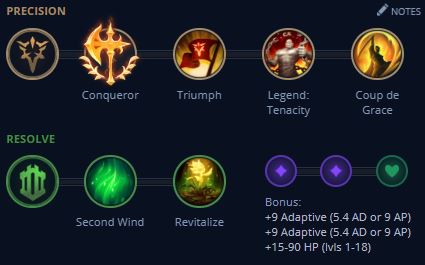 PRECISION
NOTES
Conqueror
Triumph
Legend:
Tenacity
Coup de
Grace
RESOLVE
Second Wind
Revitalize
Bonus:
+9 Adaptive (5.4 AD or 9 AP)
+9 Adaptive (5.4 AD or 9 AP)
+15-90 HP (lvls 1-18)